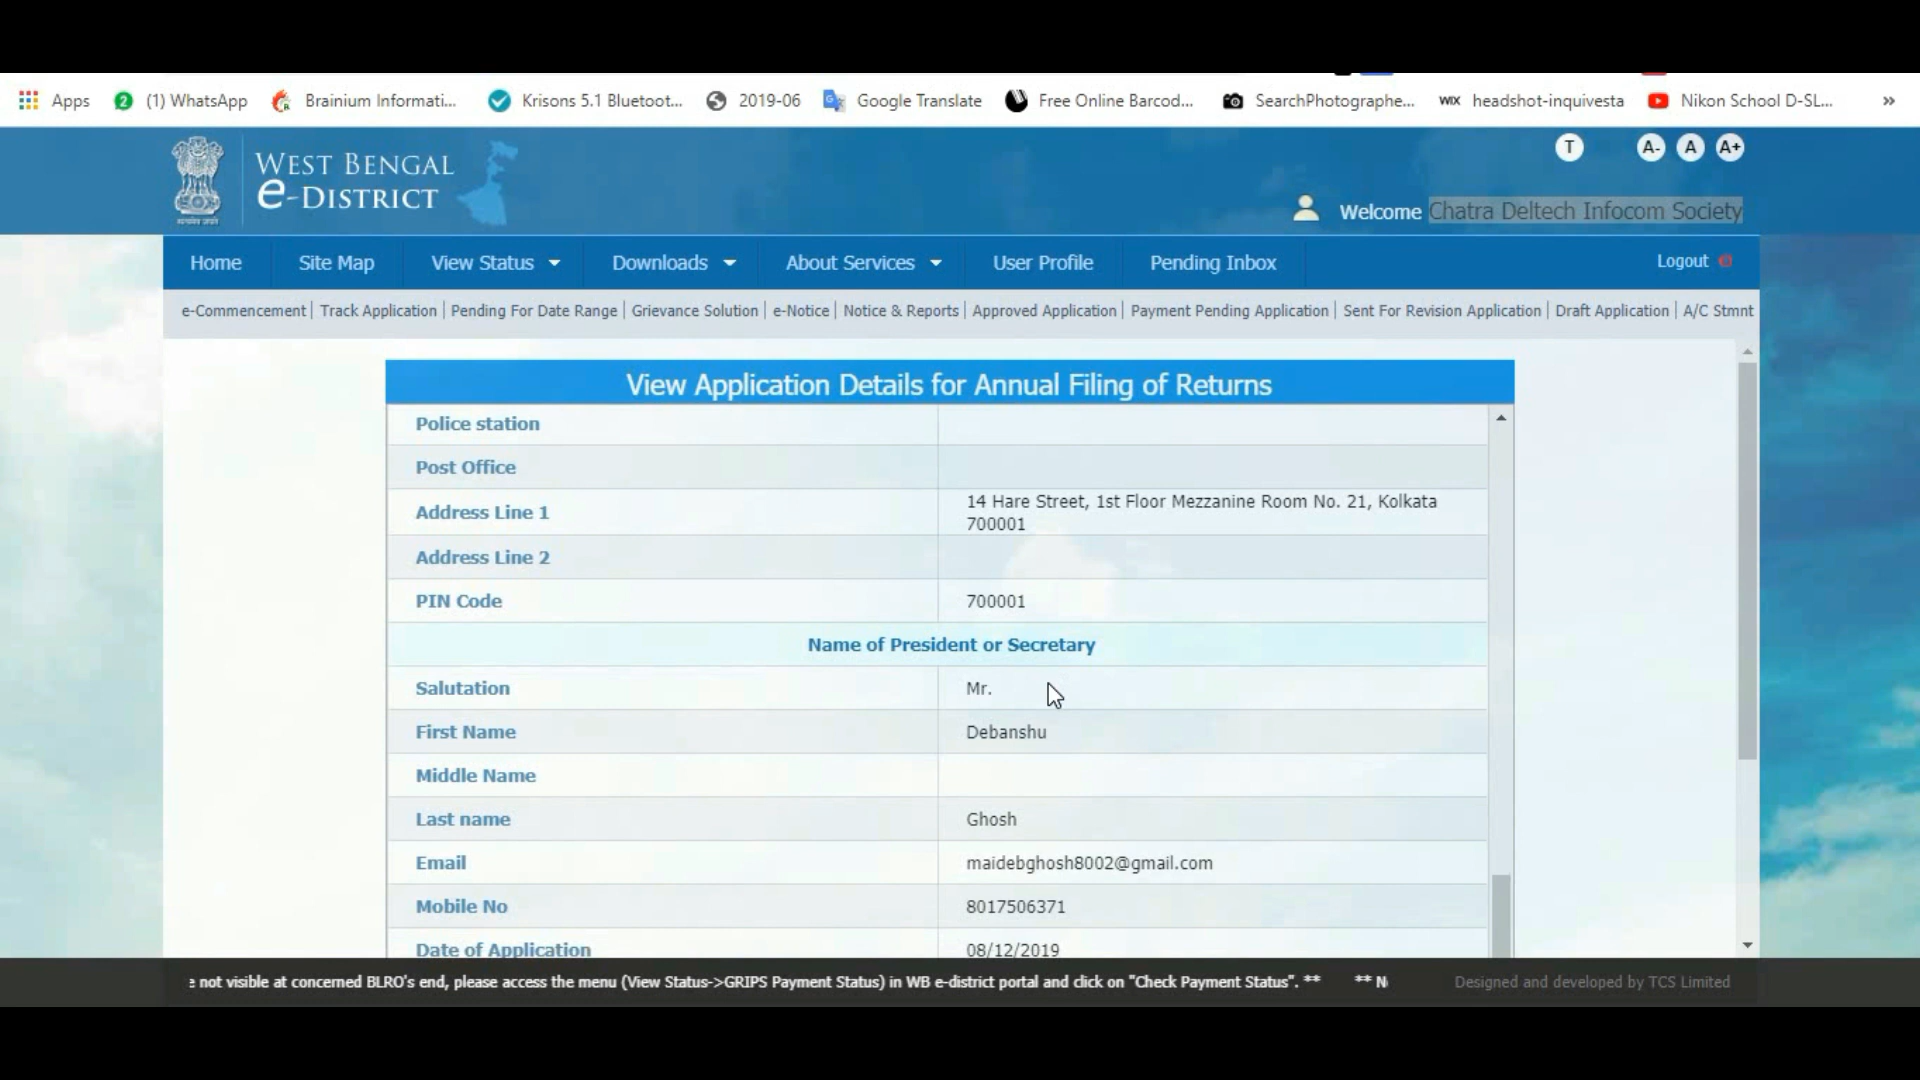 Apps (1) WhatsApp Brainium Informati... Krisons 5.1 Bluetoot... 2019-06 Google Translate Free Online Barcod... SearchPhotographe... WIX headshot-inquivesta Nikon School D-SL... »
T A- A A+
WEST BENGAL
e-DISTRICT
Welcome Chatra Deltech Infocom Society
Home Site Map View Status Downloads About Services User Profile Pending Inbox Logout
e-Commencement | Track Application | Pending For Date Range | Grievance Solution | e-Notice | Notice & Reports | Approved Application | Payment Pending Application | Sent For Revision Application | Draft Application | A/C Stmnt
View Application Details for Annual Filing of Returns
Police station
Post Office
Address Line 1 14 Hare Street, 1st Floor Mezzanine Room No. 21, Kolkata
700001
Address Line 2
PIN Code 700001
Name of President or Secretary
Salutation Mr.
First Name Debanshu
Middle Name
Last name Ghosh
Email maidebghosh8002@gmail.com
Mobile No 8017506371
Date of Application 08/12/2019
not visible at concerned BLRO's end, please access the menu (View Status->GRIPS Payment Status) in WB e-district portal and click on "Check Payment Status". ** ** N
Designed and developed by TCS Limited